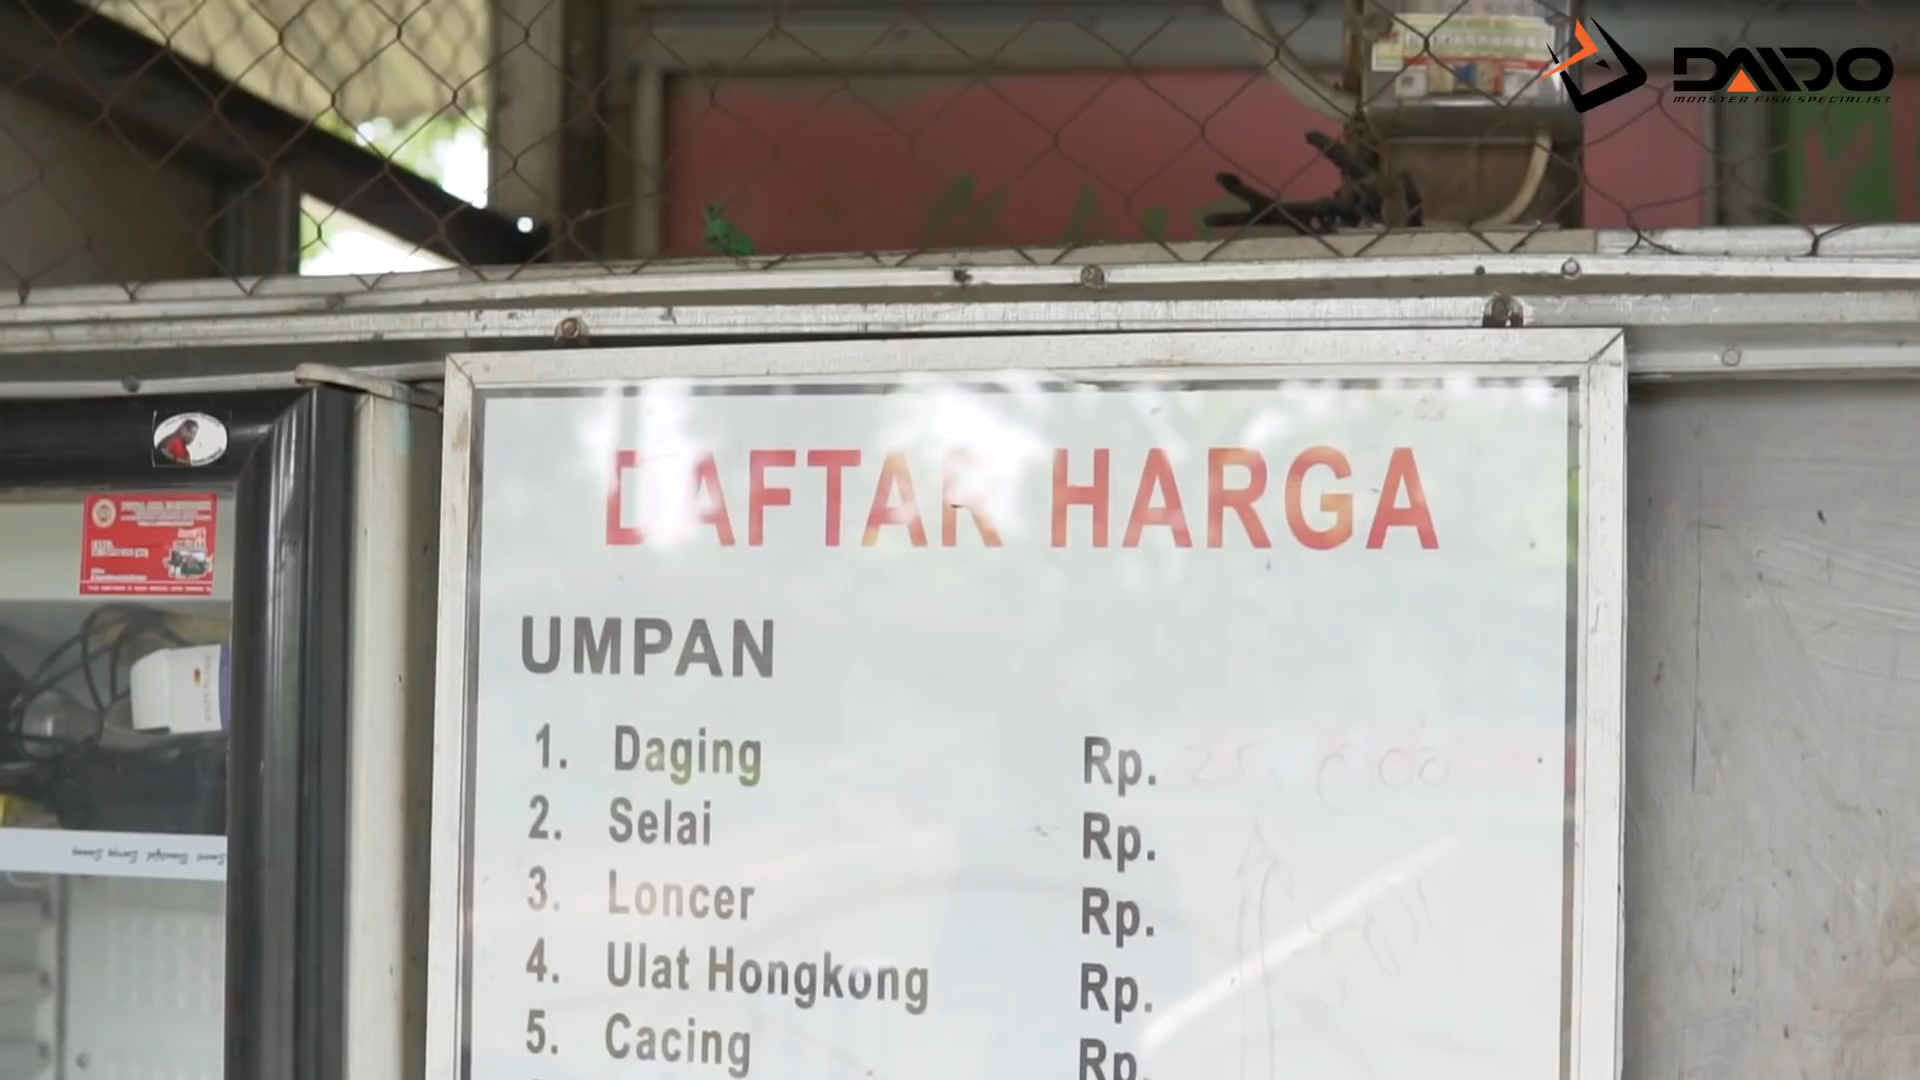 DAIDO
MONSTER FISH SPECIALIST
DAFTAR HARGA
UMPAN
1. Daging Rp.
2. Selai Rp.
3. Loncer Rp.
4. Ulat Hongkong Rp.
5. Cacing Rp.